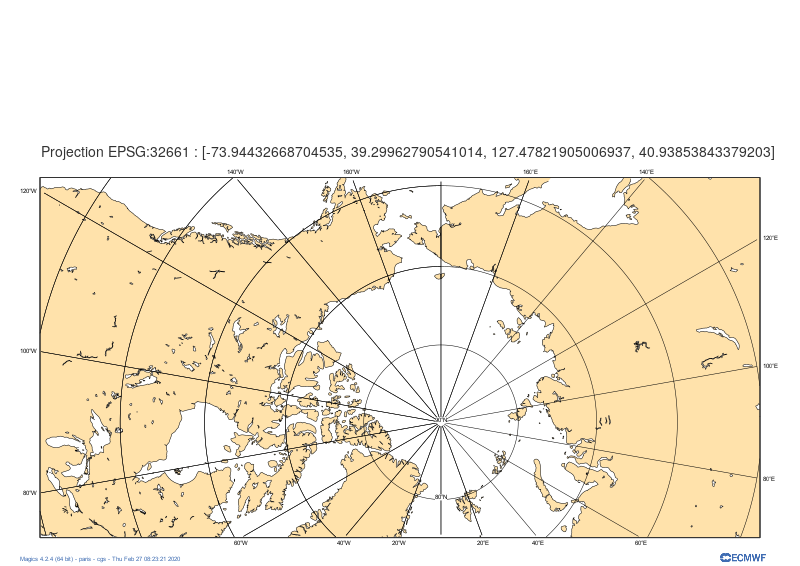 Projection EPSG:32661 : [-73.94432668704535, 39.29962790541014, 127.47821905006937, 40.93853843379203]
140°W 160°W 160°E 140°E
120°W
120°E
100°W
100°E
80°N
80°E
80°W
80°N
60°W 40°W 20°W 20°E 40°E 60°E
Magics 4.2.4 (64 bit) - paris - cgs - Thu Feb 27 08:23:21 2020
ECMWF